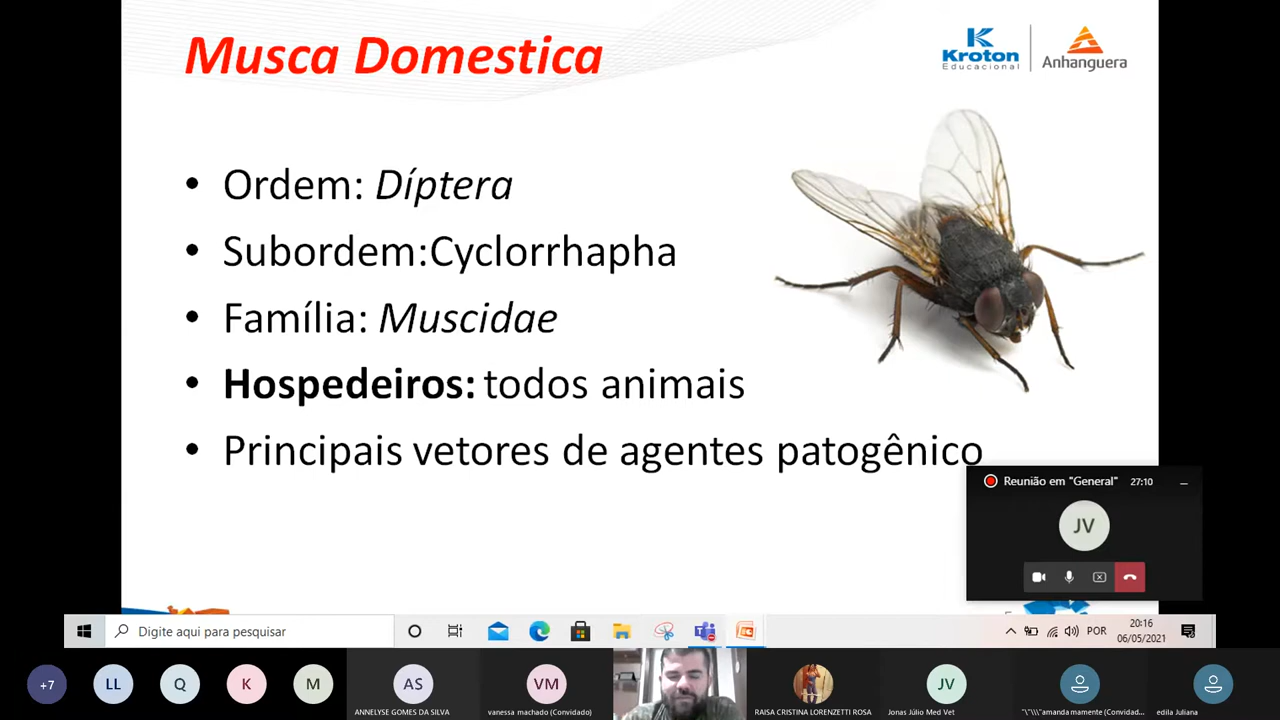 Musca Domestica
Kroton
Educacional
Anhanguera
• Ordem: Díptera
• Subordem:Cyclorrhapha
• Família: Muscidae
• Hospedeiros: todos animais
• Principais vetores de agentes patogênico
Reunião em "General" 27:10
JV
Digite aqui para pesquisar
POR
20:16
06/05/2021
+7
LL
Q
K
M
AS
ANNELYSE GOMES DA SILVA
VM
vanessa machado (Convidado)
RAISA CRISTINA LORENZETTI ROSA
JV
Jonas Júlio Med Vet
"\"\\\"amanda mamente (Convidad...
edila Juliana